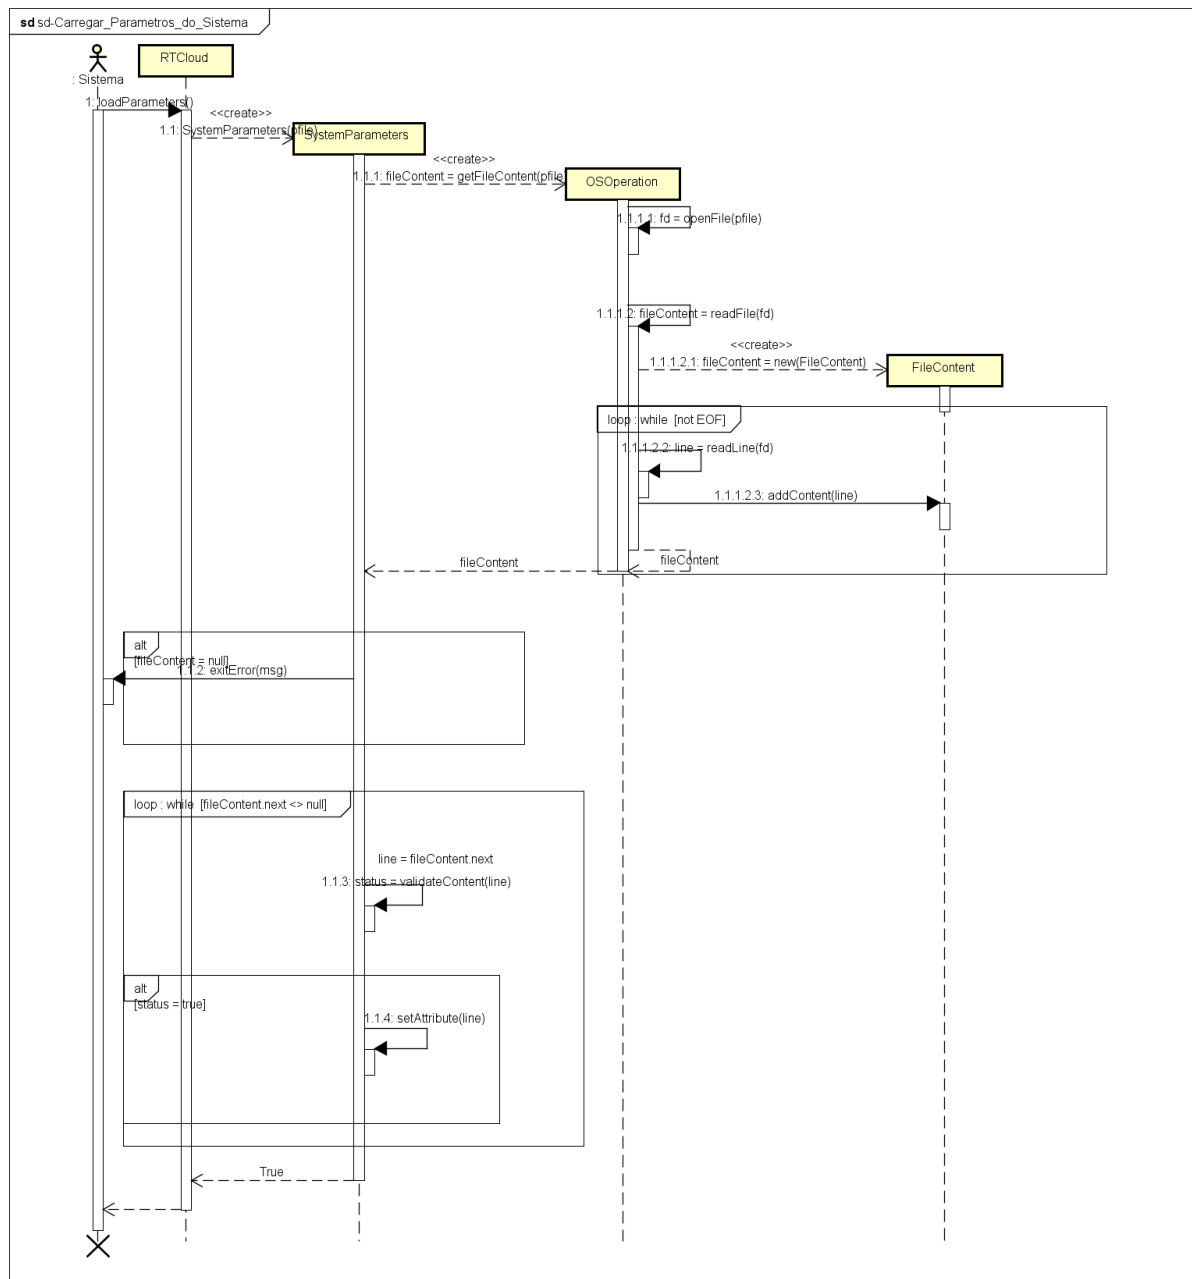 sd sd-Carregar_Parametros_do_Sistema
RTCloud
: Sistema
1: loadParameters()
<<create>>
1.1: SystemParameters(pfile)
SystemParameters
<<create>>
1.1.1: fileContent = getFileContent(pfile
OSOperation
1.1.1.1: fd = openFile(pfile)
1.1.1.2: fileContent = readFile(fd)
<<create>>
1.1.1.2.1: fileContent = new(FileContent)
FileContent
loop : while [not EOF]
1.1.1.2.2: line = readLine(fd)
1.1.1.2.3: addContent(line)
fileContent
fileContent
alt
[fileContent = null]
1.1.2: exitError(msg)
loop : while [fileContent.next <> null]
line = fileContent.next
1.1.3: status = validateContent(line)
alt
[status = true]
1.1.4: setAttribute(line)
True